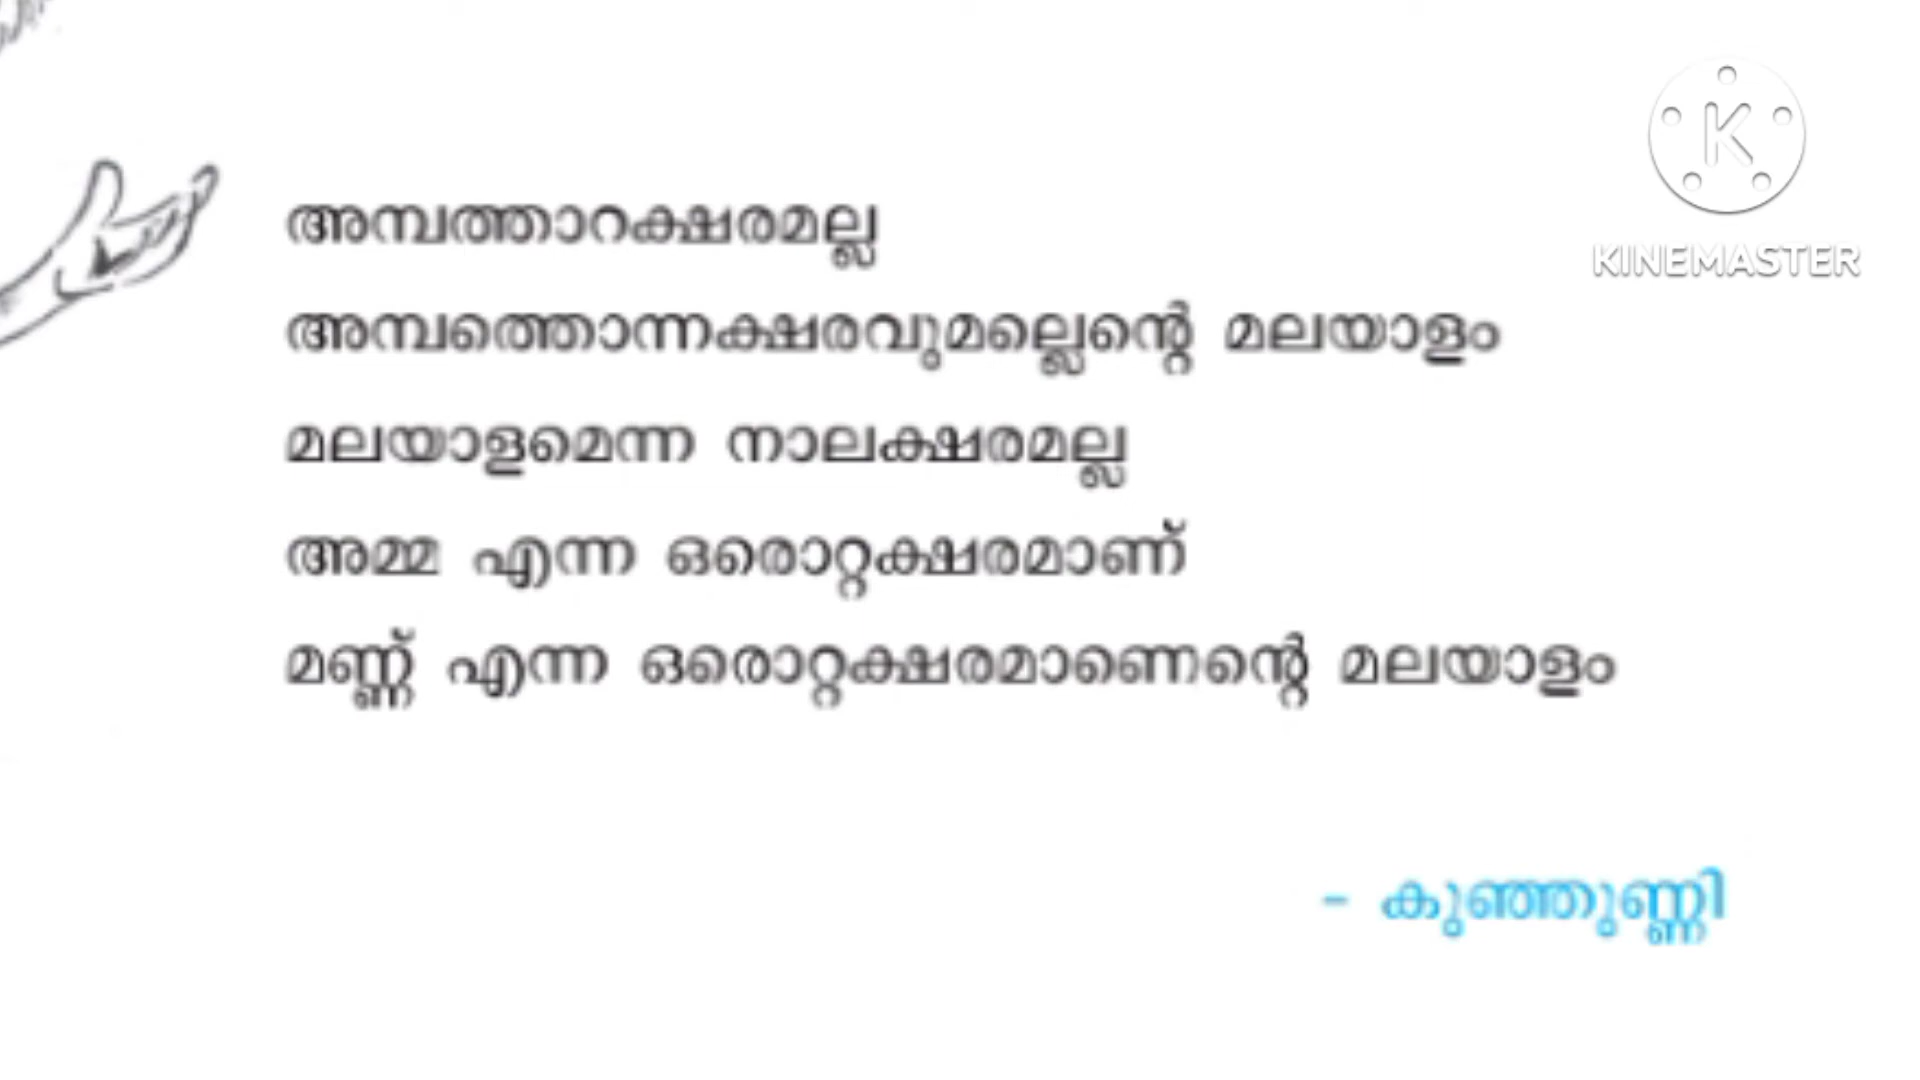 അമ്പത്താറക്ഷരമല്ല
അമ്പത്തൊന്നക്ഷരവുമല്ലെന്റെ മലയാളം
മലയാളമെന്ന നാലക്ഷരമല്ല
അമ്മ എന്ന ഒരൊറ്റക്ഷരമാണ്
മണ്ണ് എന്ന ഒരൊറ്റക്ഷരമാണെന്റെ മലയാളം
- കുഞ്ഞുണ്ണി
K
KINEMASTER